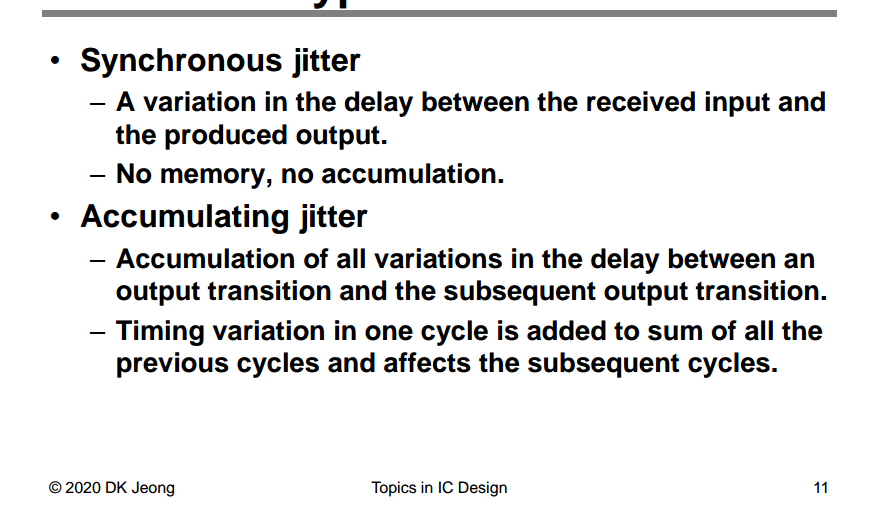 • Synchronous jitter
– A variation in the delay between the received input and
the produced output.
– No memory, no accumulation.
• Accumulating jitter
– Accumulation of all variations in the delay between an
output transition and the subsequent output transition.
– Timing variation in one cycle is added to sum of all the
previous cycles and affects the subsequent cycles.
© 2020 DK Jeong
Topics in IC Design
11